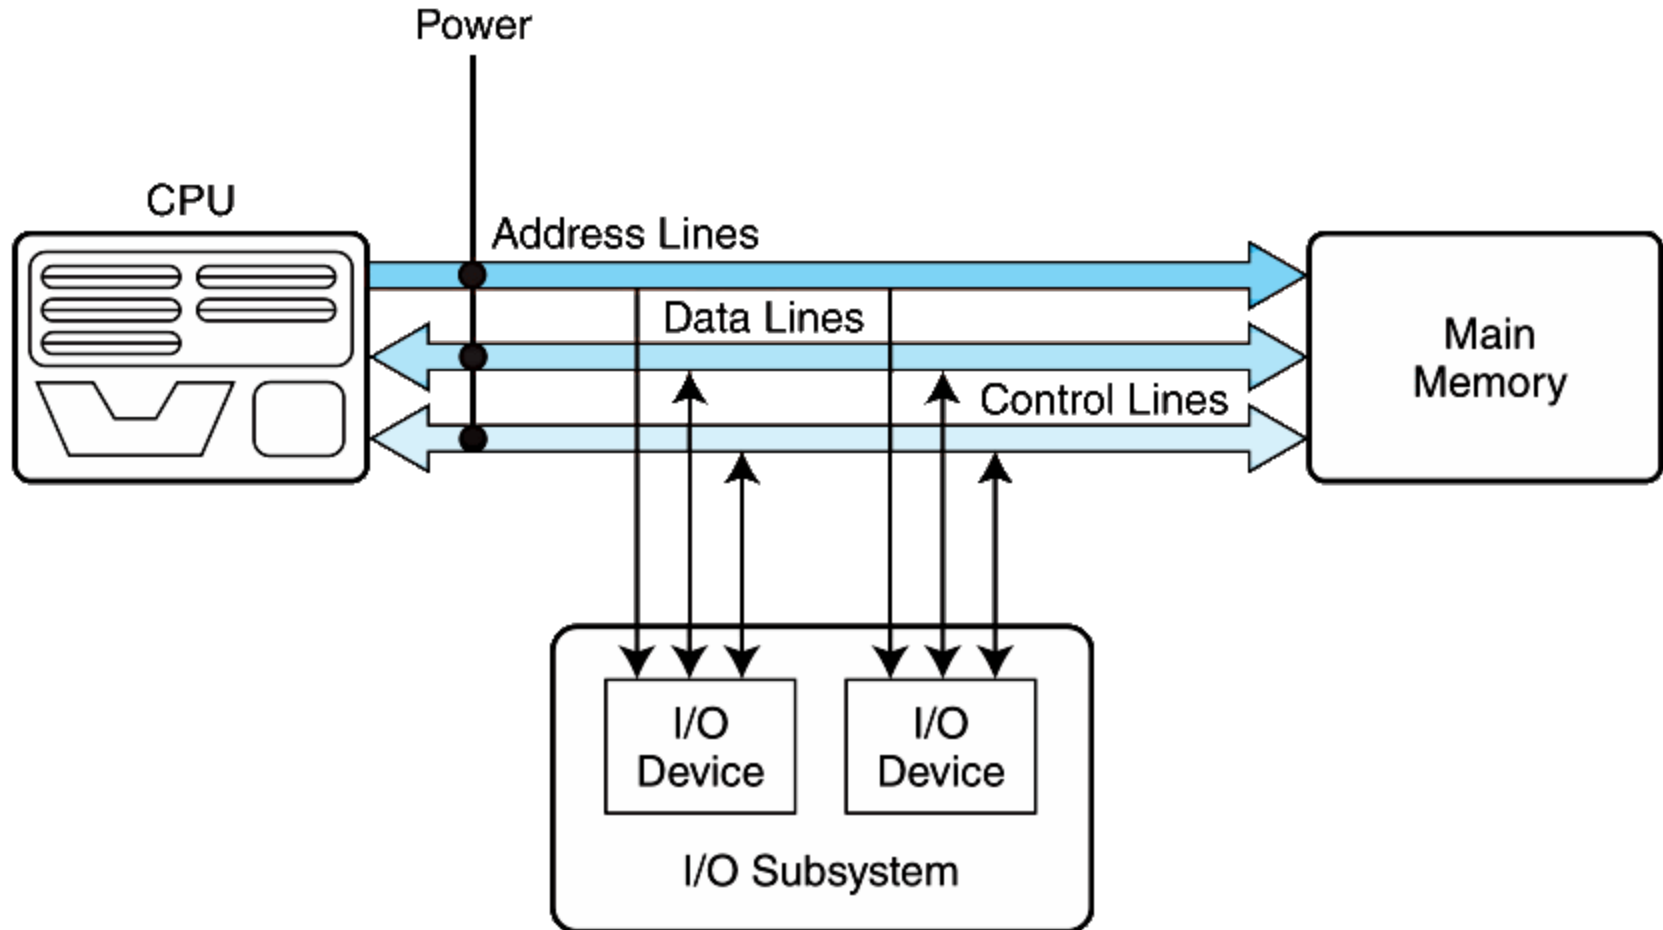 Power
CPU
Address Lines
Data Lines
Control Lines
Main
Memory
I/O
Device
I/O
Device
I/O Subsystem